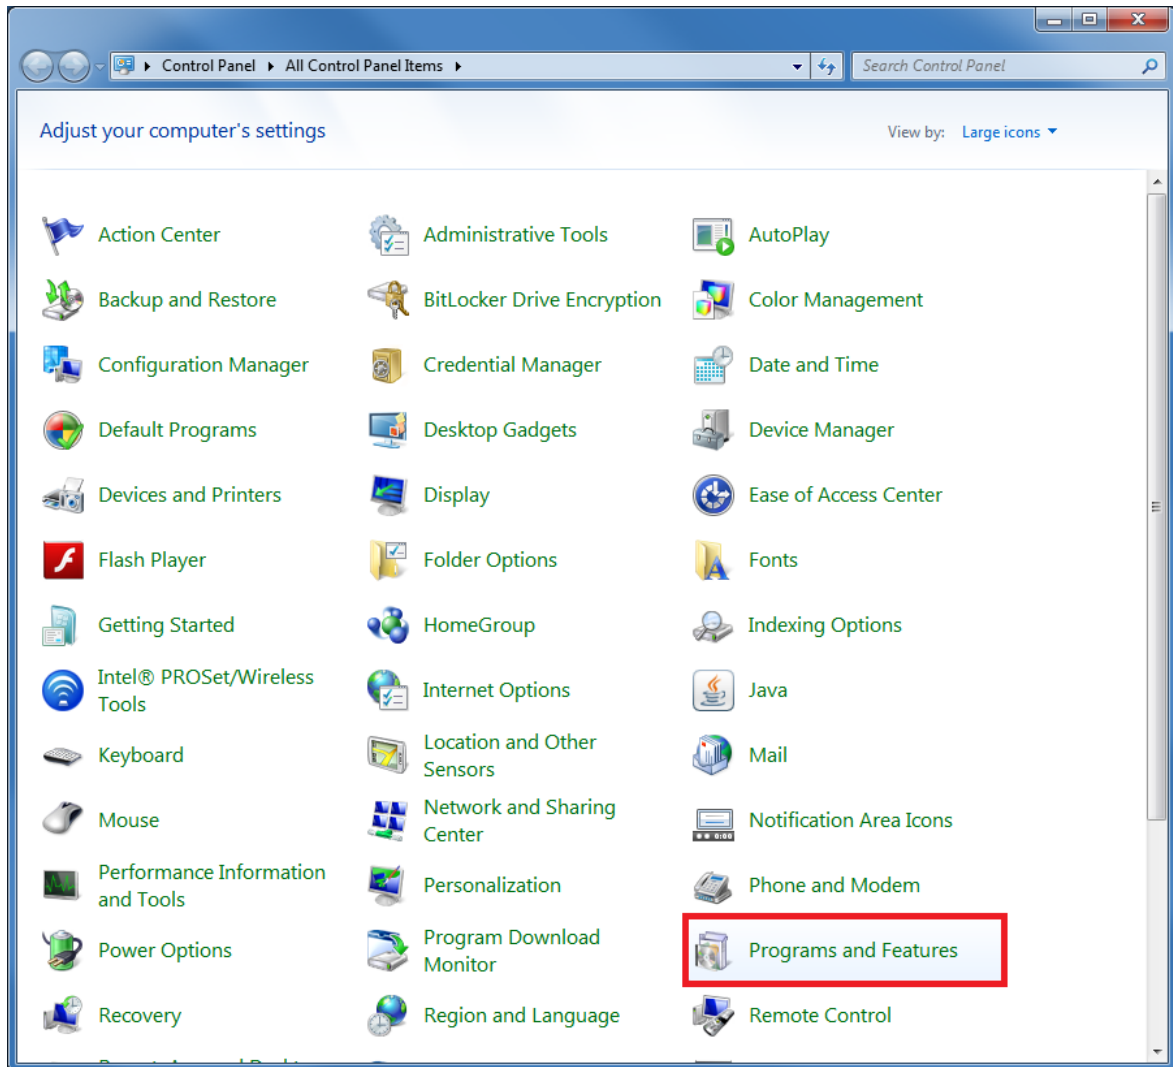 Control Panel ▸ All Control Panel Items ▸
Search Control Panel
Adjust your computer's settings
View by: Large icons
Action Center
Administrative Tools
AutoPlay
Backup and Restore
BitLocker Drive Encryption
Color Management
Configuration Manager
Credential Manager
Date and Time
Default Programs
Desktop Gadgets
Device Manager
Devices and Printers
Display
Ease of Access Center
Flash Player
Folder Options
Fonts
Getting Started
HomeGroup
Indexing Options
Intel® PROSet/Wireless
Tools
Internet Options
Java
Keyboard
Location and Other
Sensors
Mail
Mouse
Network and Sharing
Center
Notification Area Icons
Performance Information
and Tools
Personalization
Phone and Modem
Power Options
Program Download
Monitor
Programs and Features
Recovery
Region and Language
Remote Control